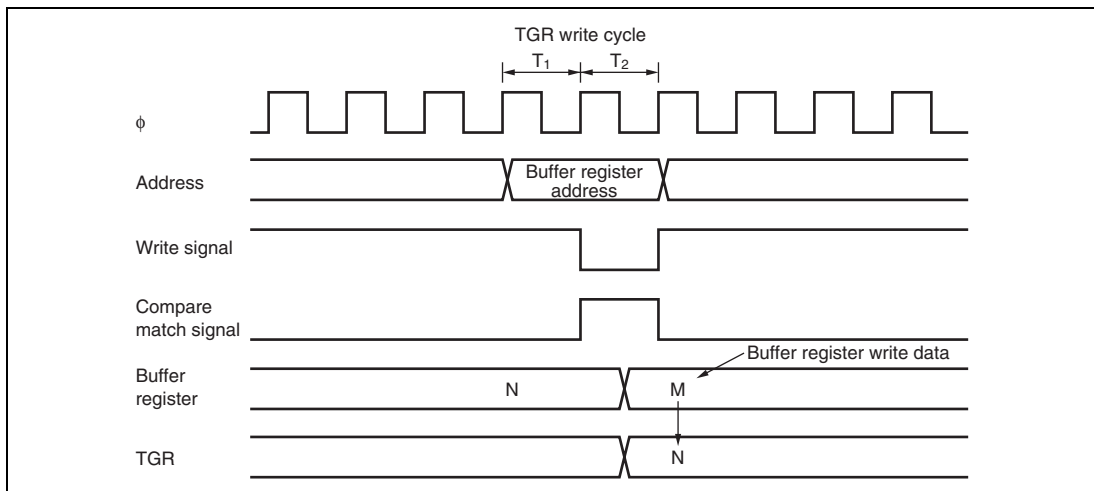 TGR write cycle
T1 T2
ϕ
Address
Buffer register
address
Write signal
Compare
match signal
Buffer register write data
Buffer
register
N
M
TGR
N